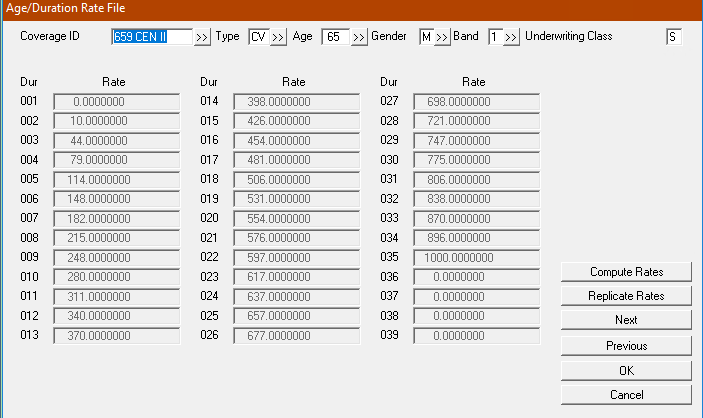 Age/Duration Rate File
Coverage ID 659 CEN II >> Type CV >> Age 65 >> Gender M >> Band 1 >> Underwriting Class S
Dur Rate Dur Rate Dur Rate
001 0.0000000 014 398.0000000 027 698.0000000
002 10.0000000 015 426.0000000 028 721.0000000
003 44.0000000 016 454.0000000 029 747.0000000
004 79.0000000 017 481.0000000 030 775.0000000
005 114.0000000 018 506.0000000 031 806.0000000
006 148.0000000 019 531.0000000 032 838.0000000
007 182.0000000 020 554.0000000 033 870.0000000
008 215.0000000 021 576.0000000 034 896.0000000
009 248.0000000 022 597.0000000 035 1000.0000000
010 280.0000000 023 617.0000000 036 0.0000000
011 311.0000000 024 637.0000000 037 0.0000000
012 340.0000000 025 657.0000000 038 0.0000000
013 370.0000000 026 677.0000000 039 0.0000000
Compute Rates
Replicate Rates
Next
Previous
OK
Cancel